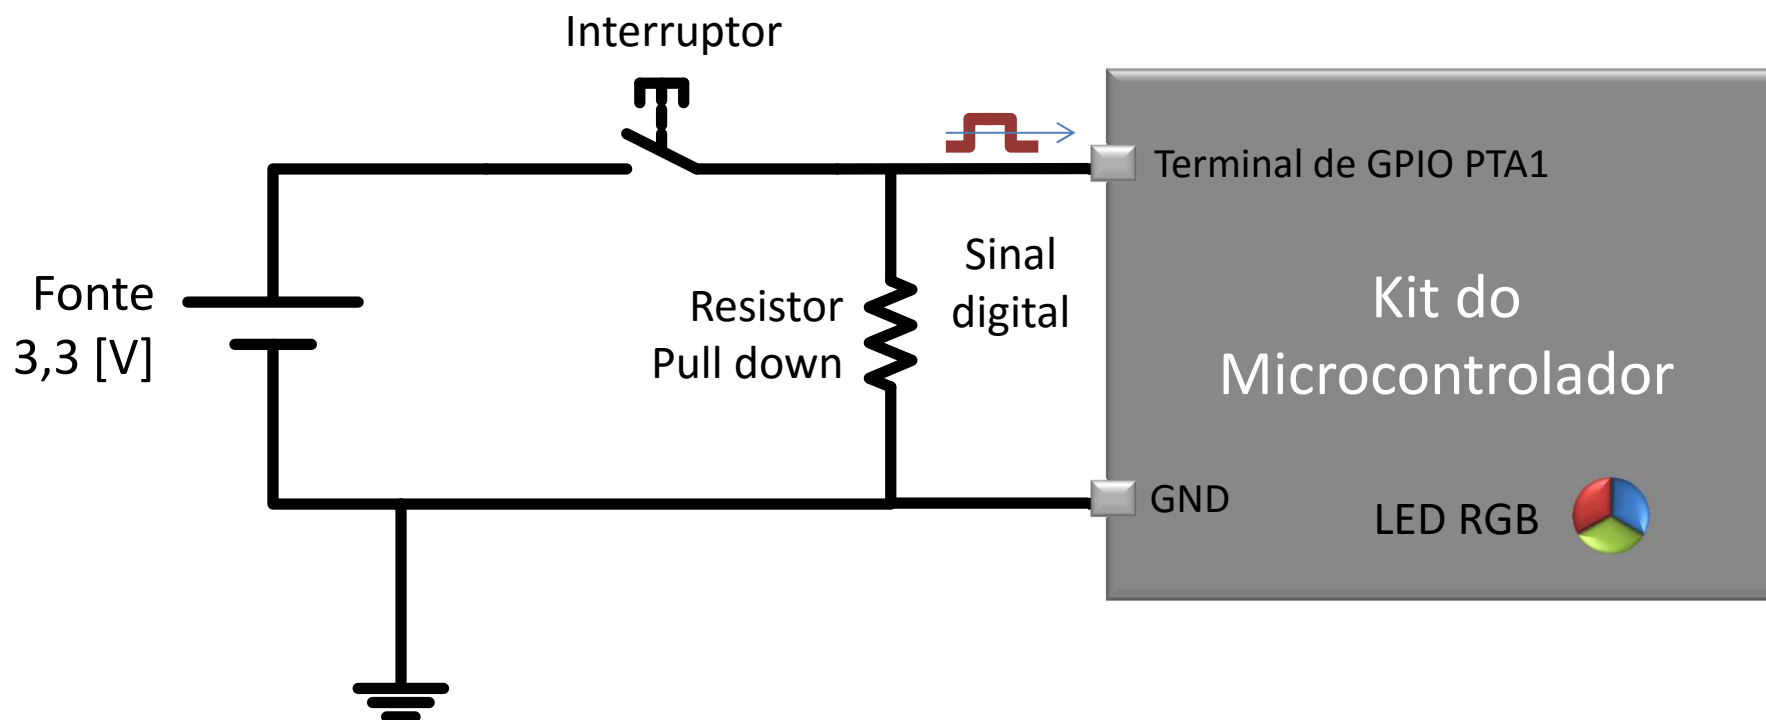 Interruptor
Terminal de GPIO PTA1
Fonte
3,3 [V]
Resistor
Pull down
Sinal
digital
Kit do
Microcontrolador
GND
LED RGB